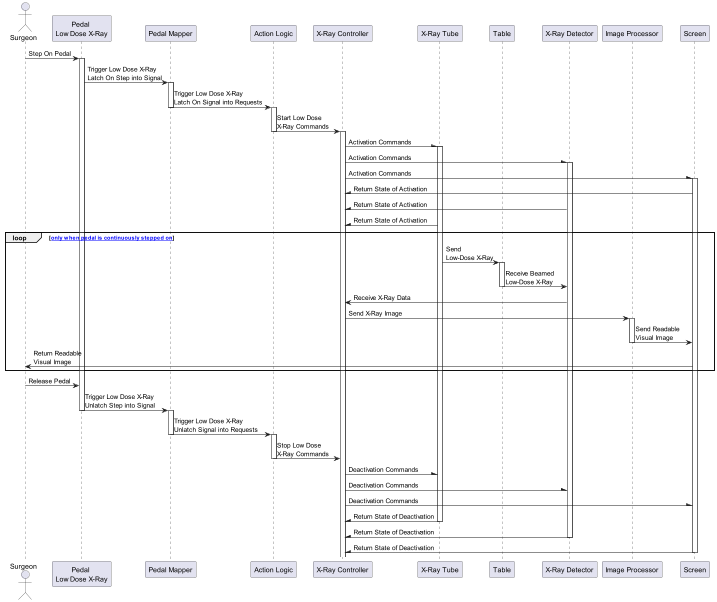 Surgeon
Pedal
Low Dose X-Ray
Pedal Mapper
Action Logic
X-Ray Controller
X-Ray Tube
Table
X-Ray Detector
Image Processor
Screen
Step On Pedal
Trigger Low Dose X-Ray
Latch On Step into Signal
Trigger Low Dose X-Ray
Latch On Signal into Requests
Start Low Dose
X-Ray Commands
Activation Commands
Activation Commands
Activation Commands
Return State of Activation
Return State of Activation
Return State of Activation
loop
[only when pedal is continuously stepped on]
Send
Low-Dose X-Ray
Receive Beamed
Low-Dose X-Ray
Receive X-Ray Data
Send X-Ray Image
Send Readable
Visual Image
Return Readable
Visual Image
Release Pedal
Trigger Low Dose X-Ray
Unlatch Step into Signal
Trigger Low Dose X-Ray
Unlatch Signal into Requests
Stop Low Dose
X-Ray Commands
Deactivation Commands
Deactivation Commands
Deactivation Commands
Return State of Deactivation
Return State of Deactivation
Return State of Deactivation
Surgeon
Pedal
Low Dose X-Ray
Pedal Mapper
Action Logic
X-Ray Controller
X-Ray Tube
Table
X-Ray Detector
Image Processor
Screen